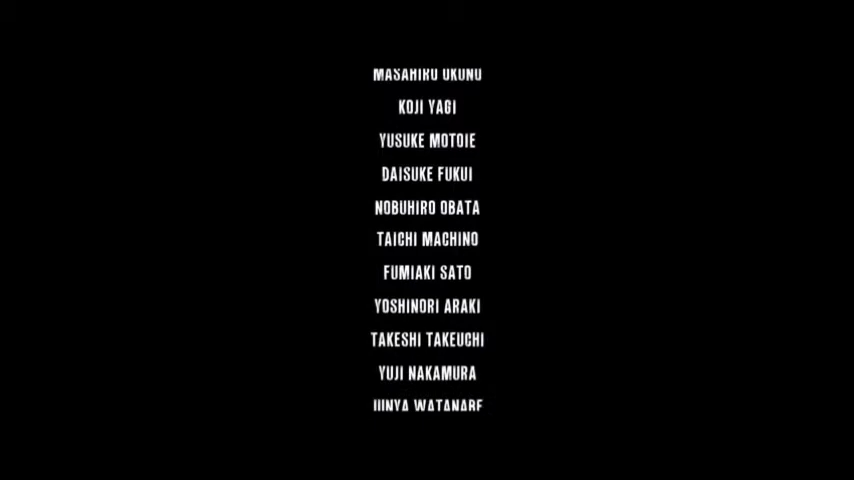 MASAHIRO OKUNO
KOJI YAGI
YUSUKE MOTOIE
DAISUKE FUKUI
NOBUHIRO OBATA
TAICHI MACHINO
FUMIAKI SATO
YOSHINORI ARAKI
TAKESHI TAKEUCHI
YUJI NAKAMURA
JUNYA WATANABE